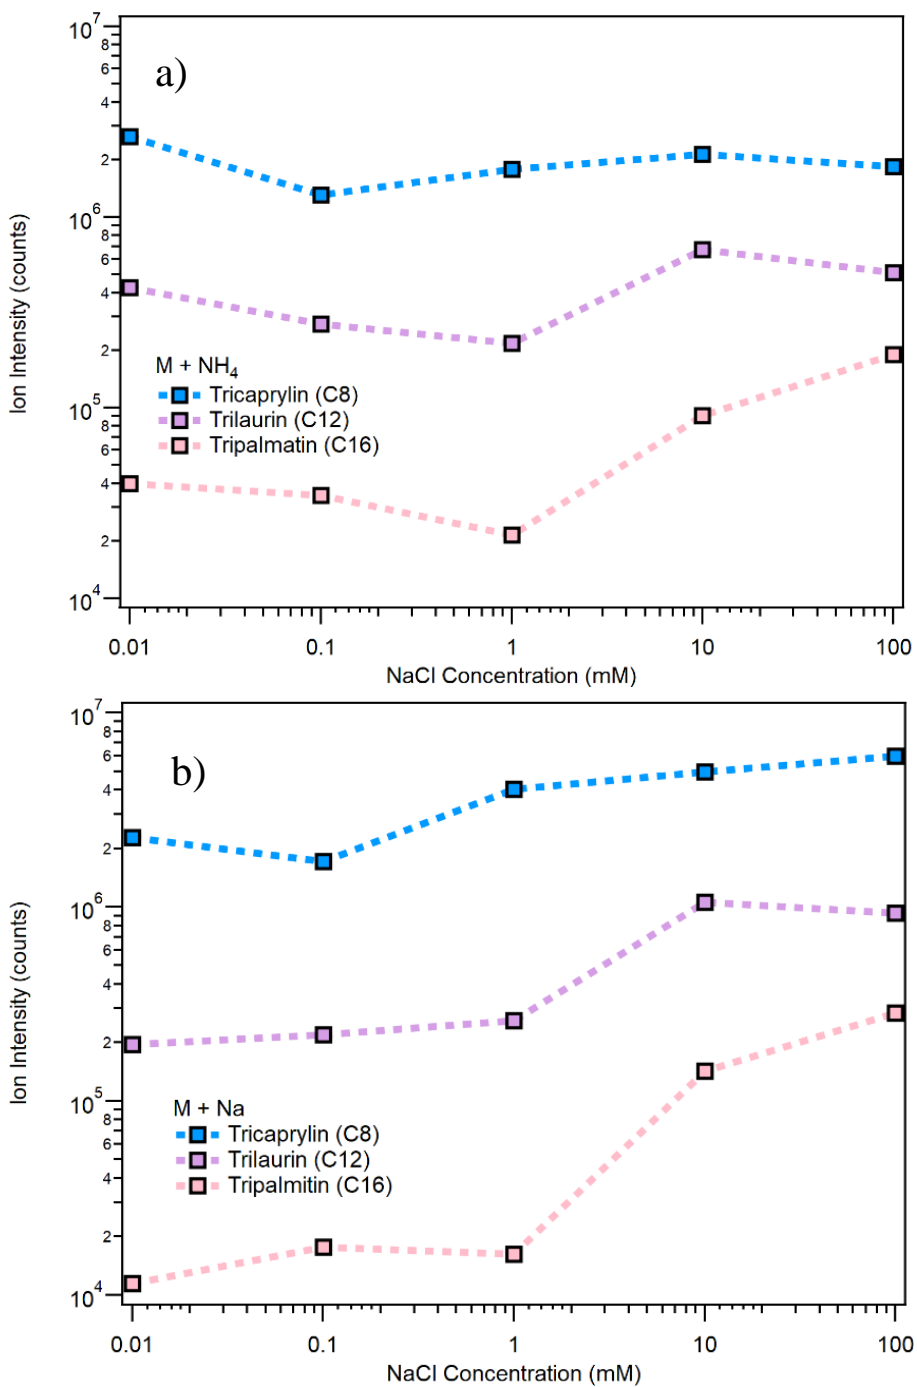 a)
10^7
8
6
4
2
10^6
8
6
4
2
10^5
8
6
4
2
10^4
Ion Intensity (counts)
M + NH4
Tricaprylin (C8)
Trilaurin (C12)
Tripalmatin (C16)
0.01 0.1 1 10 100
NaCl Concentration (mM)
b)
10^7
8
6
4
2
10^6
8
6
4
2
10^5
8
6
4
2
10^4
Ion Intensity (counts)
M + Na
Tricaprylin (C8)
Trilaurin (C12)
Tripalmitin (C16)
0.01 0.1 1 10 100
NaCl Concentration (mM)